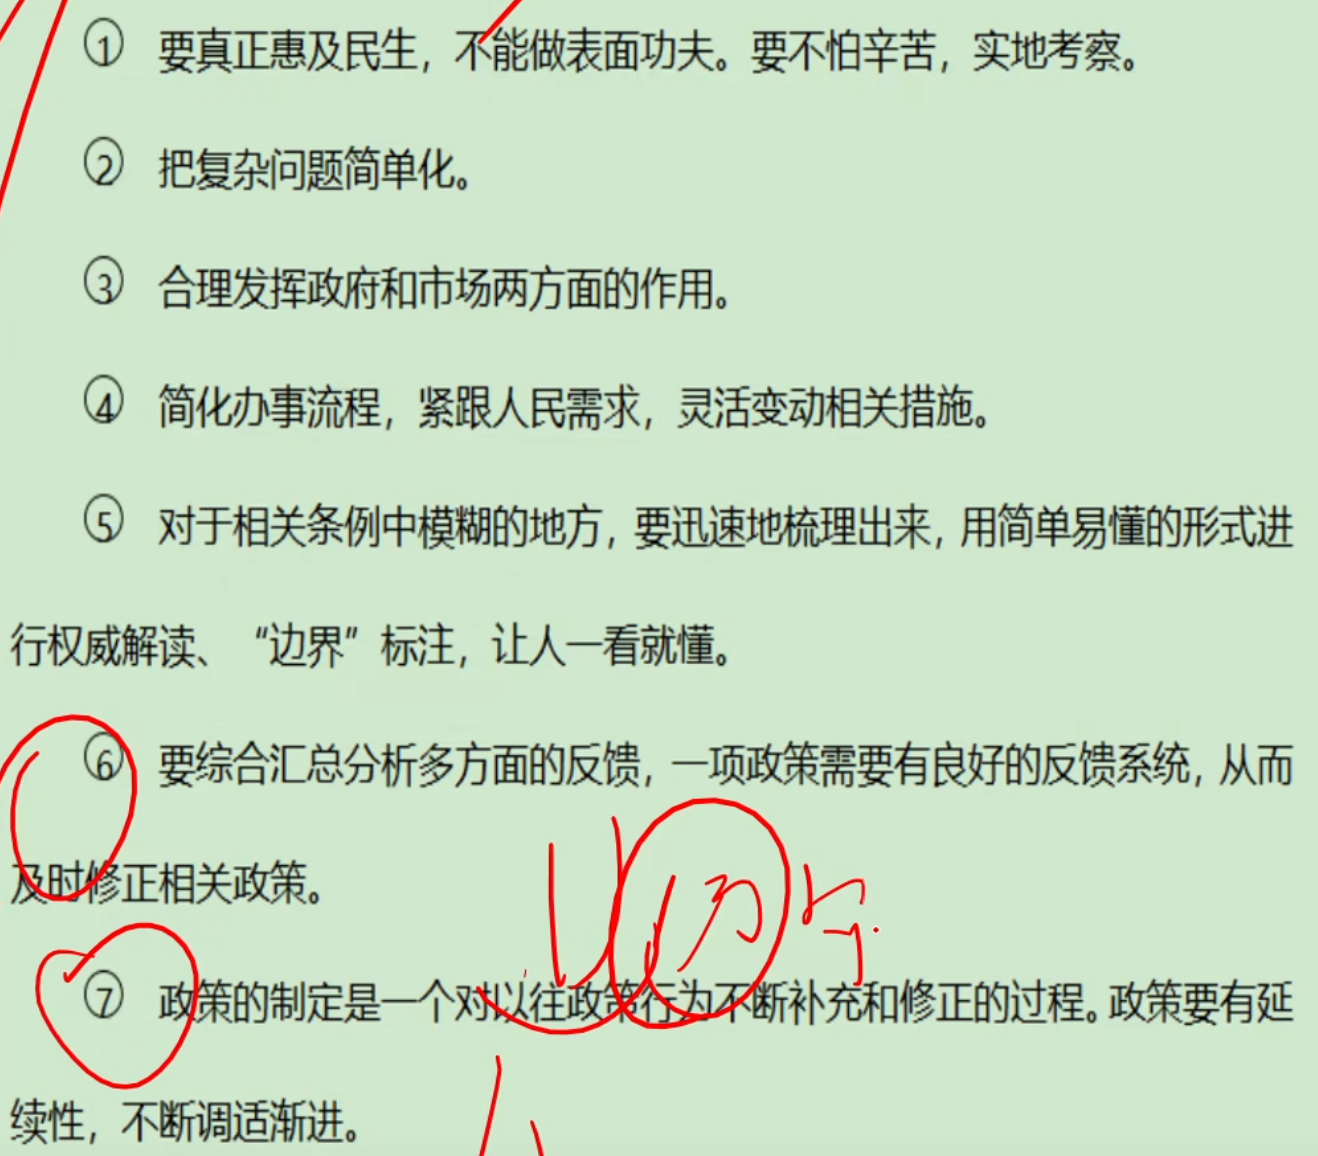 ① 要真正惠及民生，不能做表面功夫。要不怕辛苦，实地考察。
② 把复杂问题简单化。
③ 合理发挥政府和市场两方面的作用。
④ 简化办事流程，紧跟人民需求，灵活变动相关措施。
⑤ 对于相关条例中模糊的地方，要迅速地梳理出来，用简单易懂的形式进
行权威解读、“边界”标注，让人一看就懂。
⑥ 要综合汇总分析多方面的反馈，一项政策需要有良好的反馈系统，从而
及时修正相关政策。
⑦ 政策的制定是一个对以往政策行为不断补充和修正的过程。政策要有延
续性，不断调适渐进。